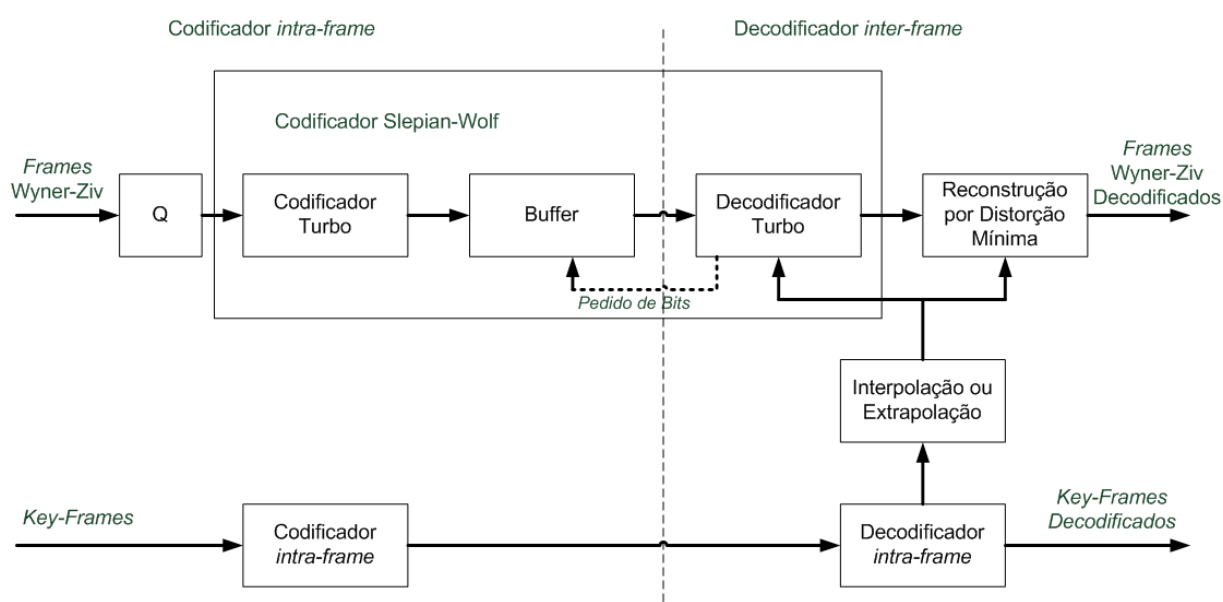 Codificador intra-frame
Decodificador inter-frame
Codificador Slepian-Wolf
Frames
Wyner-Ziv
Q
Codificador
Turbo
Buffer
Decodificador
Turbo
Reconstrução
por Distorção
Mínima
Frames
Wyner-Ziv
Decodificados
Pedido de Bits
Interpolação ou
Extrapolação
Key-Frames
Codificador
intra-frame
Decodificador
intra-frame
Key-Frames
Decodificados